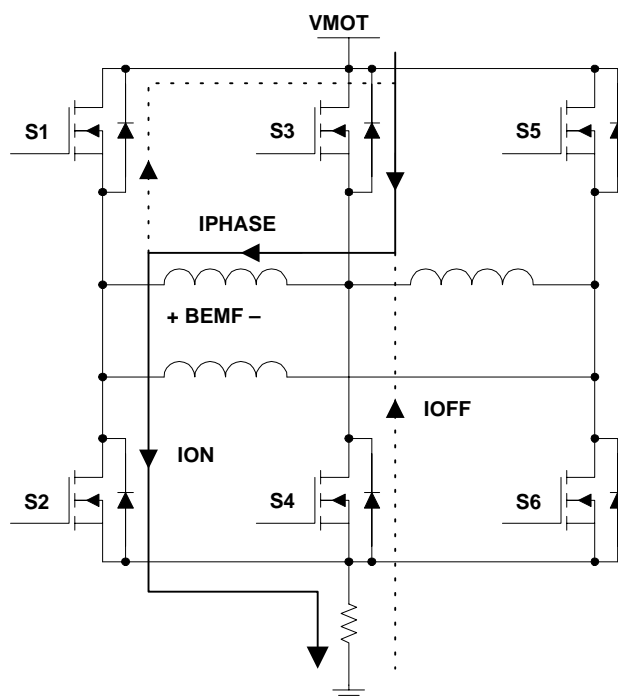 VMOT
S1
S3
S5
IPHASE
+ BEMF –
IOFF
ION
S2
S4
S6